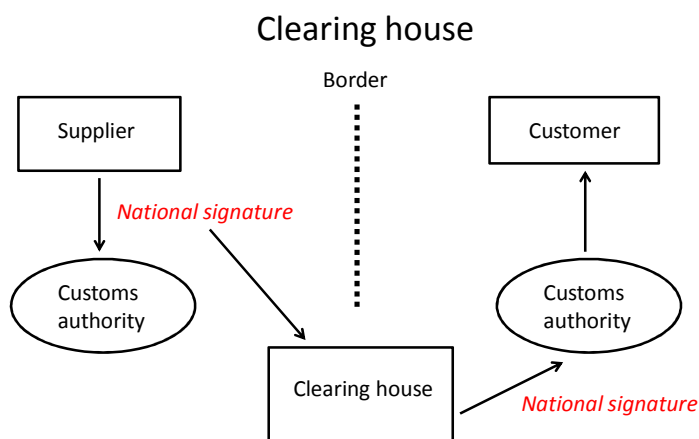 Clearing house
Border
Supplier
Customer
National signature
Customs
authority
Customs
authority
Clearing house
National signature